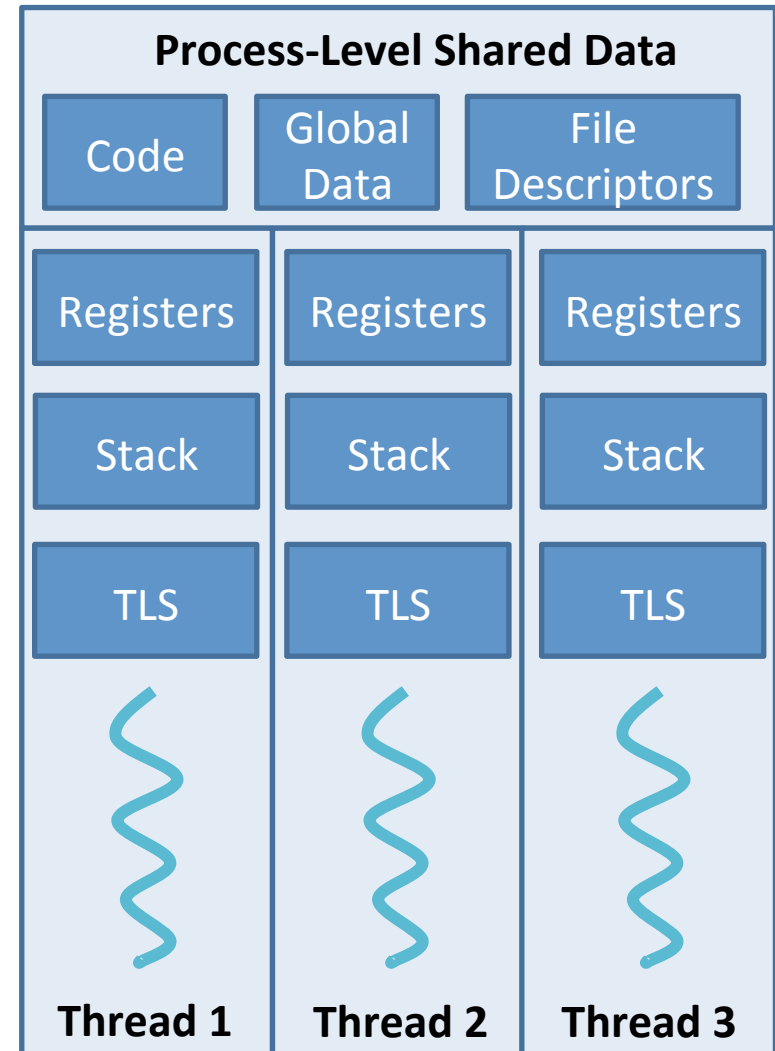 Process-Level Shared Data
Code
Global
Data
File
Descriptors
Registers
Registers
Registers
Stack
Stack
Stack
TLS
TLS
TLS
Thread 1
Thread 2
Thread 3